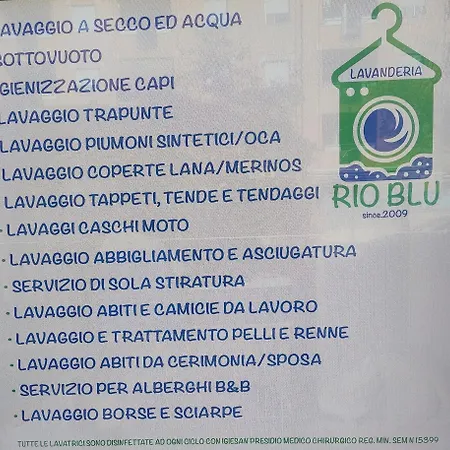 LAVAGGIO A SECCO ED ACQUA
SOTTOVUOTO
IGIENIZZAZIONE CAPI
LAVAGGIO TRAPUNTE
LAVAGGIO PIUMONI SINTETICI/OCA
LAVAGGIO COPERTE LANA/MERINOS
LAVAGGIO TAPPETI, TENDE E TENDAGGI
· LAVAGGI CASCHI MOTO
· LAVAGGIO ABBIGLIAMENTO E ASCIUGATURA
· SERVIZIO DI SOLA STIRATURA
· LAVAGGIO ABITI E CAMICIE DA LAVORO
· LAVAGGIO E TRATTAMENTO PELLI E RENNE
· LAVAGGIO ABITI DA CERIMONIA/SPOSA
· SERVIZIO PER ALBERGHI B&B
· LAVAGGIO BORSE E SCIARPE
LAVANDERIA
RIO BLU
since.2009
TUTTE LE LAVATRICI SONO DISINFETTATE AD OGNI CICLO CON IGIESAN PRESIDIO MEDICO CHIRURGICO REG. MIN. SEM N 15399